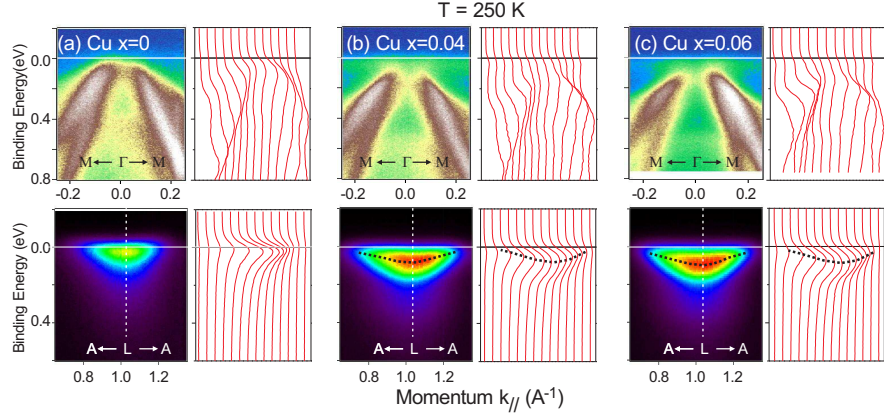 T = 250 K
(a) Cu x=0
(b) Cu x=0.04
(c) Cu x=0.06
Binding Energy(eV)
0.0
0.4
0.8
M ← Γ → M
M ← Γ → M
M ← Γ → M
-0.2 0.0 0.2
-0.2 0.0 0.2
-0.2 0.0 0.2
Binding Energy (eV)
0.0
0.4
A ← L → A
A ← L → A
A ← L → A
0.8 1.0 1.2
0.8 1.0 1.2
0.8 1.0 1.2
Momentum k// (A-1)